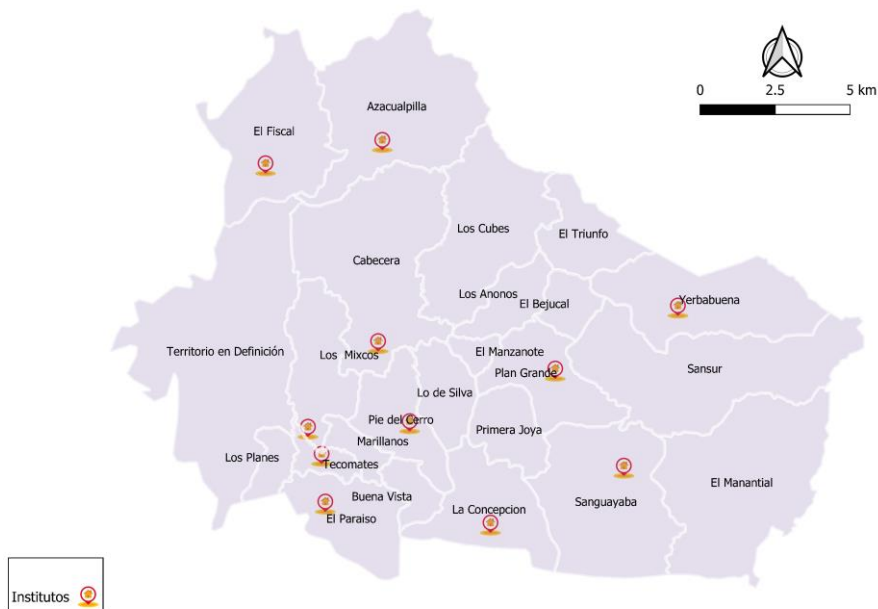 0 2.5 5 km
Azacualpilla
El Fiscal
Los Cubes
El Triunfo
Cabecera
Los Anonos
El Bejucal
Yerbabuena
Territorio en Definición
Los Mixcos
El Manzanote
Plan Grande
Sansur
Lo de Silva
Pie del Cerro
Primera Joya
Marillanos
Los Planes
Tecomates
El Manantial
Buena Vista
Sanguayaba
La Concepcion
El Paraiso
Institutos